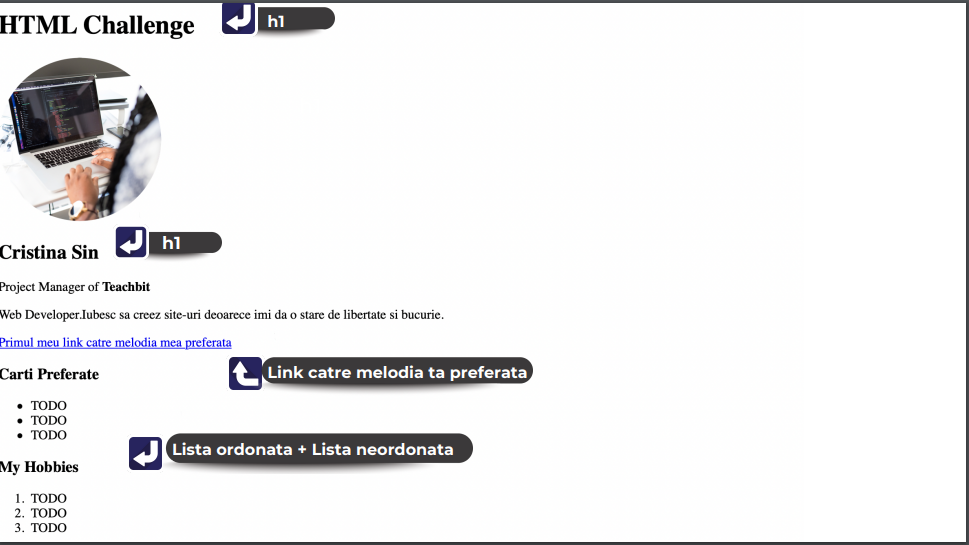 HTML Challenge
h1
Cristina Sin
h1
Project Manager of Teachbit
Web Developer.Iubesc sa creez site-uri deoarece imi da o stare de libertate si bucurie.
Primul meu link catre melodia mea preferata
Link catre melodia ta preferata
Carti Preferate
• TODO
• TODO
• TODO
Lista ordonata + Lista neordonata
My Hobbies
1. TODO
2. TODO
3. TODO